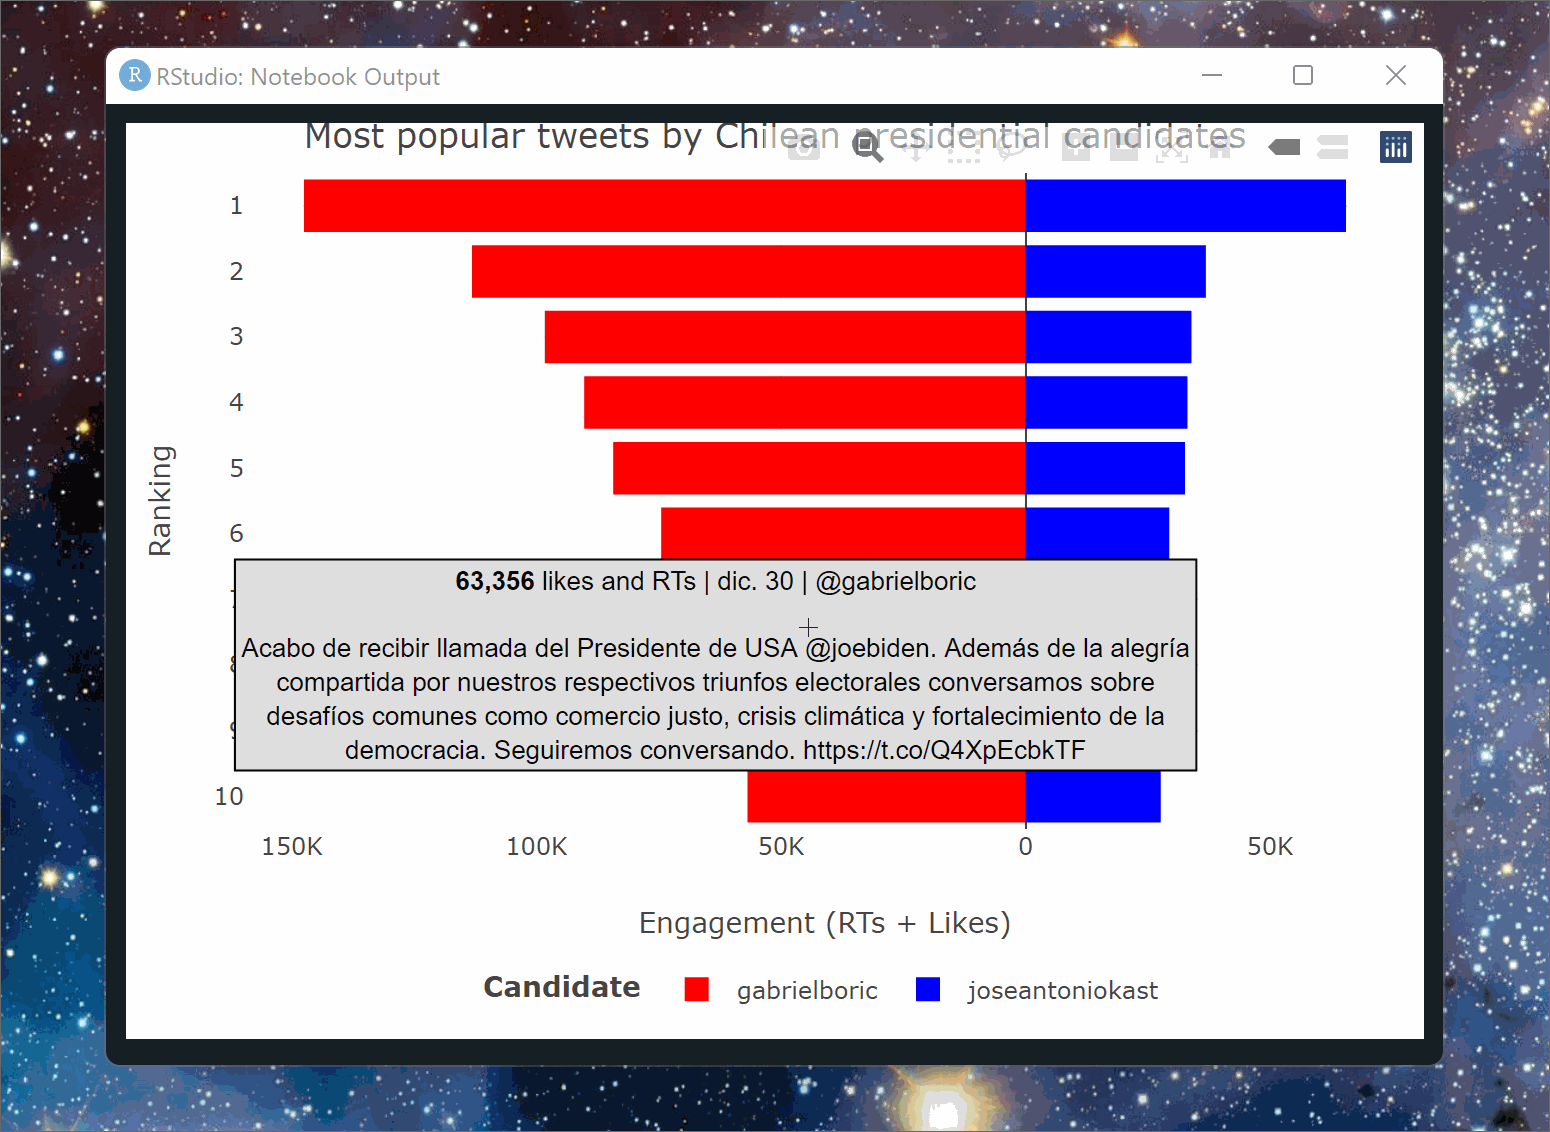 R RStudio: Notebook Output
Most popular tweets by Chilean presidential candidates
1
2
3
4
5
6
Ranking
63,356 likes and RTs | dic. 30 | @gabrielboric
Acabo de recibir llamada del Presidente de USA @joebiden. Además de la alegría
compartida por nuestros respectivos triunfos electorales conversamos sobre
desafíos comunes como comercio justo, crisis climática y fortalecimiento de la
democracia. Seguiremos conversando. https://t.co/Q4XpEcbkTF
10
150K 100K 50K 0 50K
Engagement (RTs + Likes)
Candidate gabrielboric joseantoniokast